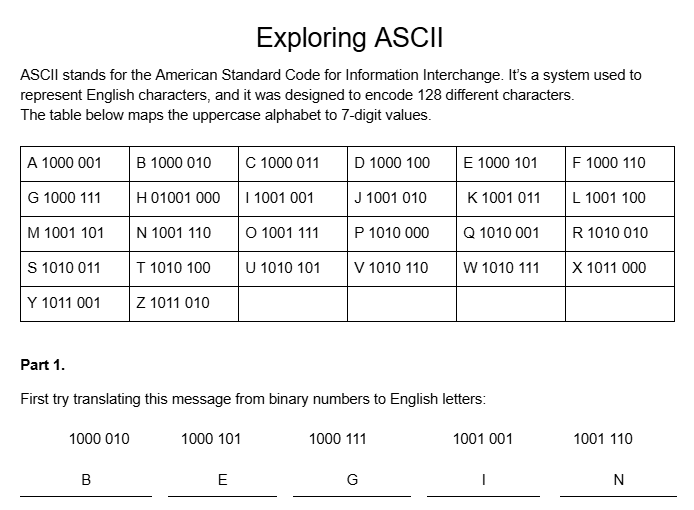 Exploring ASCII
ASCII stands for the American Standard Code for Information Interchange. It's a system used to
represent English characters, and it was designed to encode 128 different characters.
The table below maps the uppercase alphabet to 7-digit values.
A 1000 001 B 1000 010 C 1000 011 D 1000 100 E 1000 101 F 1000 110
G 1000 111 H 01001 000 I 1001 001 J 1001 010 K 1001 011 L 1001 100
M 1001 101 N 1001 110 O 1001 111 P 1010 000 Q 1010 001 R 1010 010
S 1010 011 T 1010 100 U 1010 101 V 1010 110 W 1010 111 X 1011 000
Y 1011 001 Z 1011 010
Part 1.
First try translating this message from binary numbers to English letters:
1000 010 1000 101 1000 111 1001 001 1001 110
B E G I N